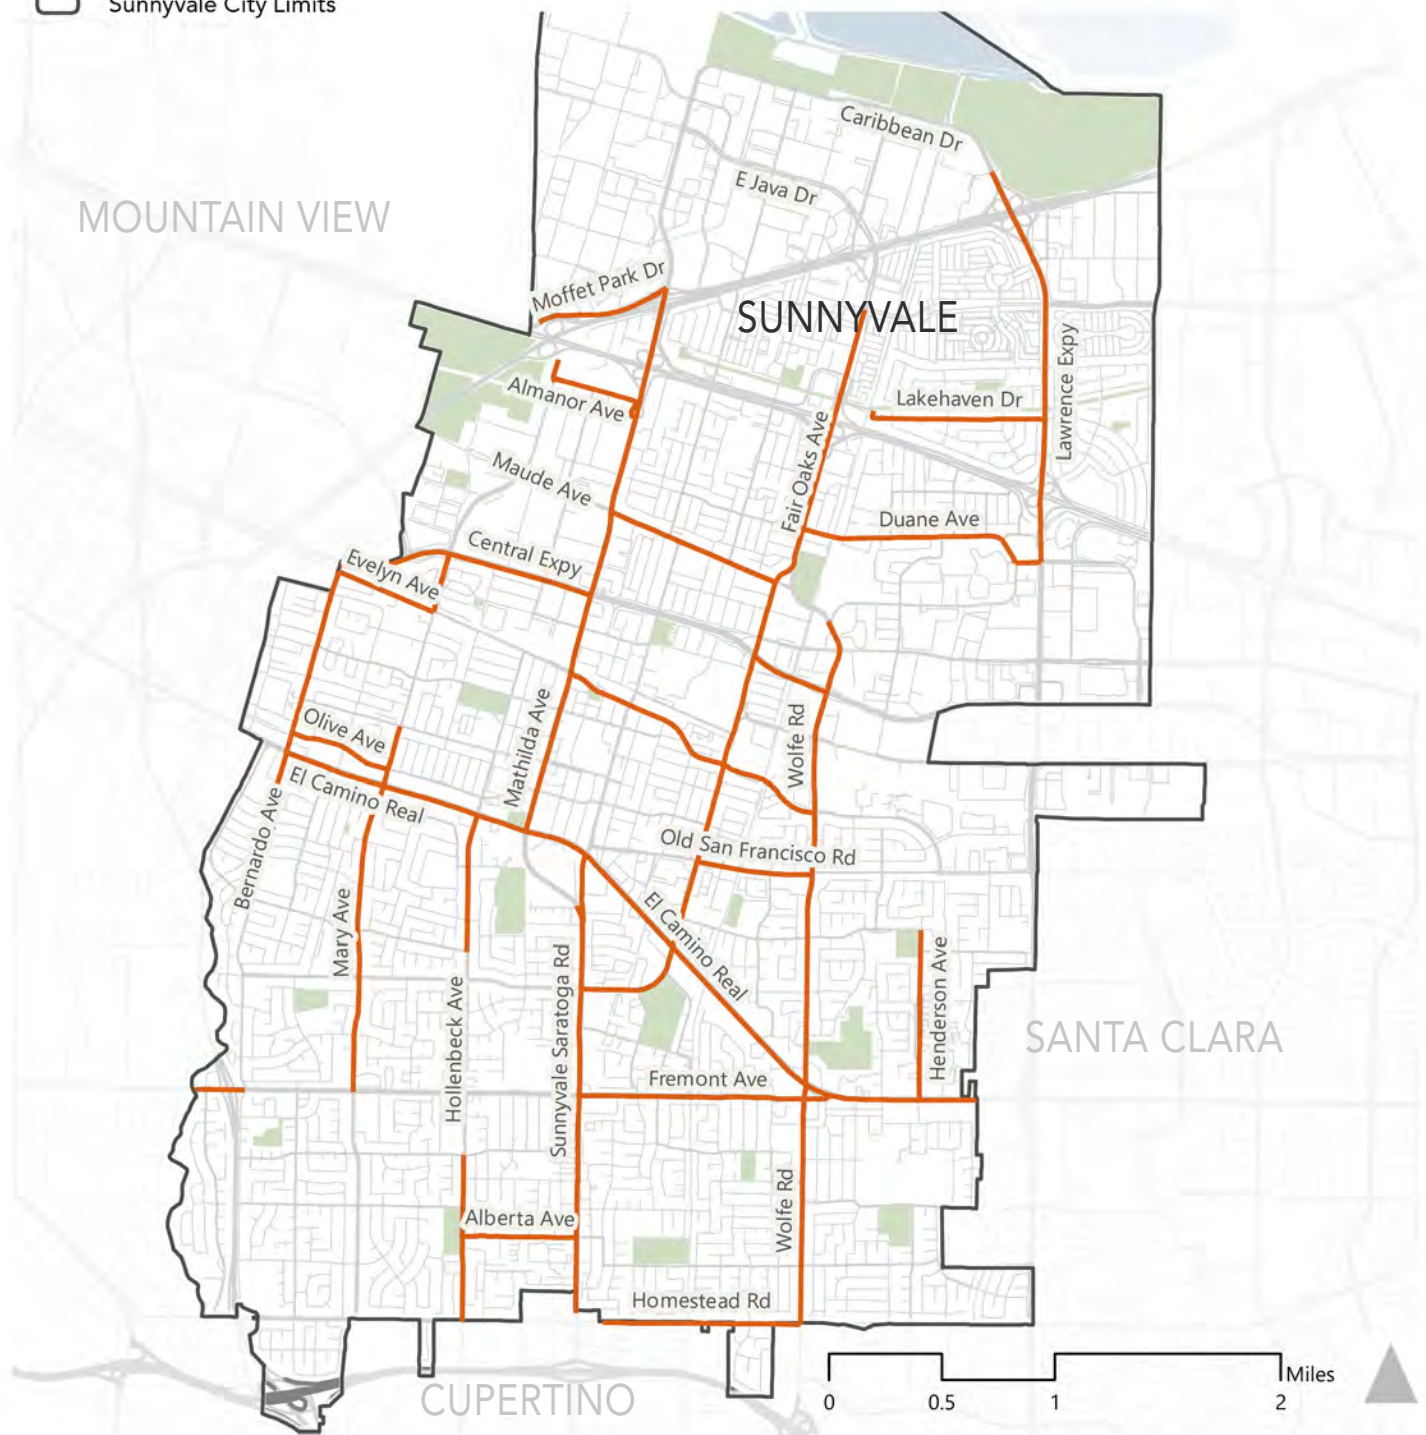 Sunnyvale City Limits
Caribbean Dr
E Java Dr
MOUNTAIN VIEW
Moffet Park Dr
SUNNYVALE
Almanor Ave
Lakehaven Dr
Lawrence Expy
Fair Oaks Ave
Maude Ave
Duane Ave
Central Expy
Evelyn Ave
Olive Ave
Mathilda Ave
Wolfe Rd
El Camino Real
Bernardo Ave
Old San Francisco Rd
Mary Ave
El Camino Real
Hollenbeck Ave
Sunnyvale Saratoga Rd
Henderson Ave
SANTA CLARA
Fremont Ave
Wolfe Rd
Alberta Ave
Homestead Rd
CUPERTINO
Miles
0 0.5 1 2